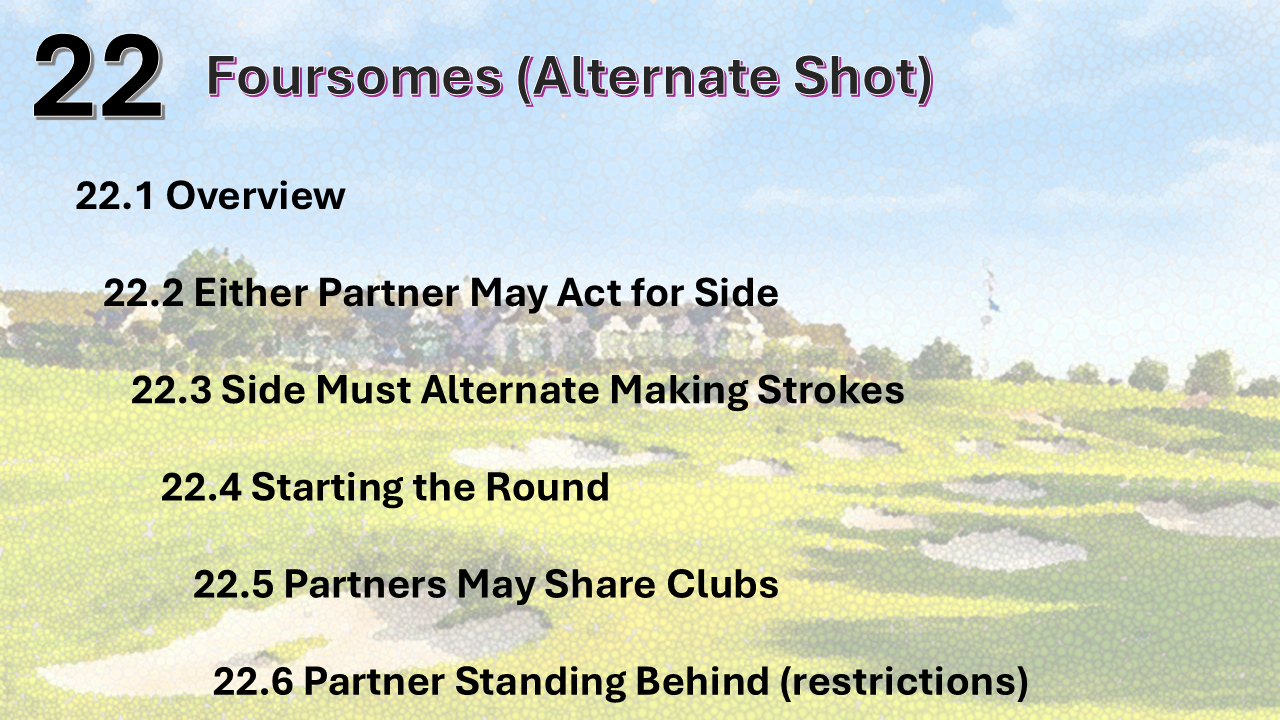 22 Foursomes (Alternate Shot)
22.1 Overview
22.2 Either Partner May Act for Side
22.3 Side Must Alternate Making Strokes
22.4 Starting the Round
22.5 Partners May Share Clubs
22.6 Partner Standing Behind (restrictions)